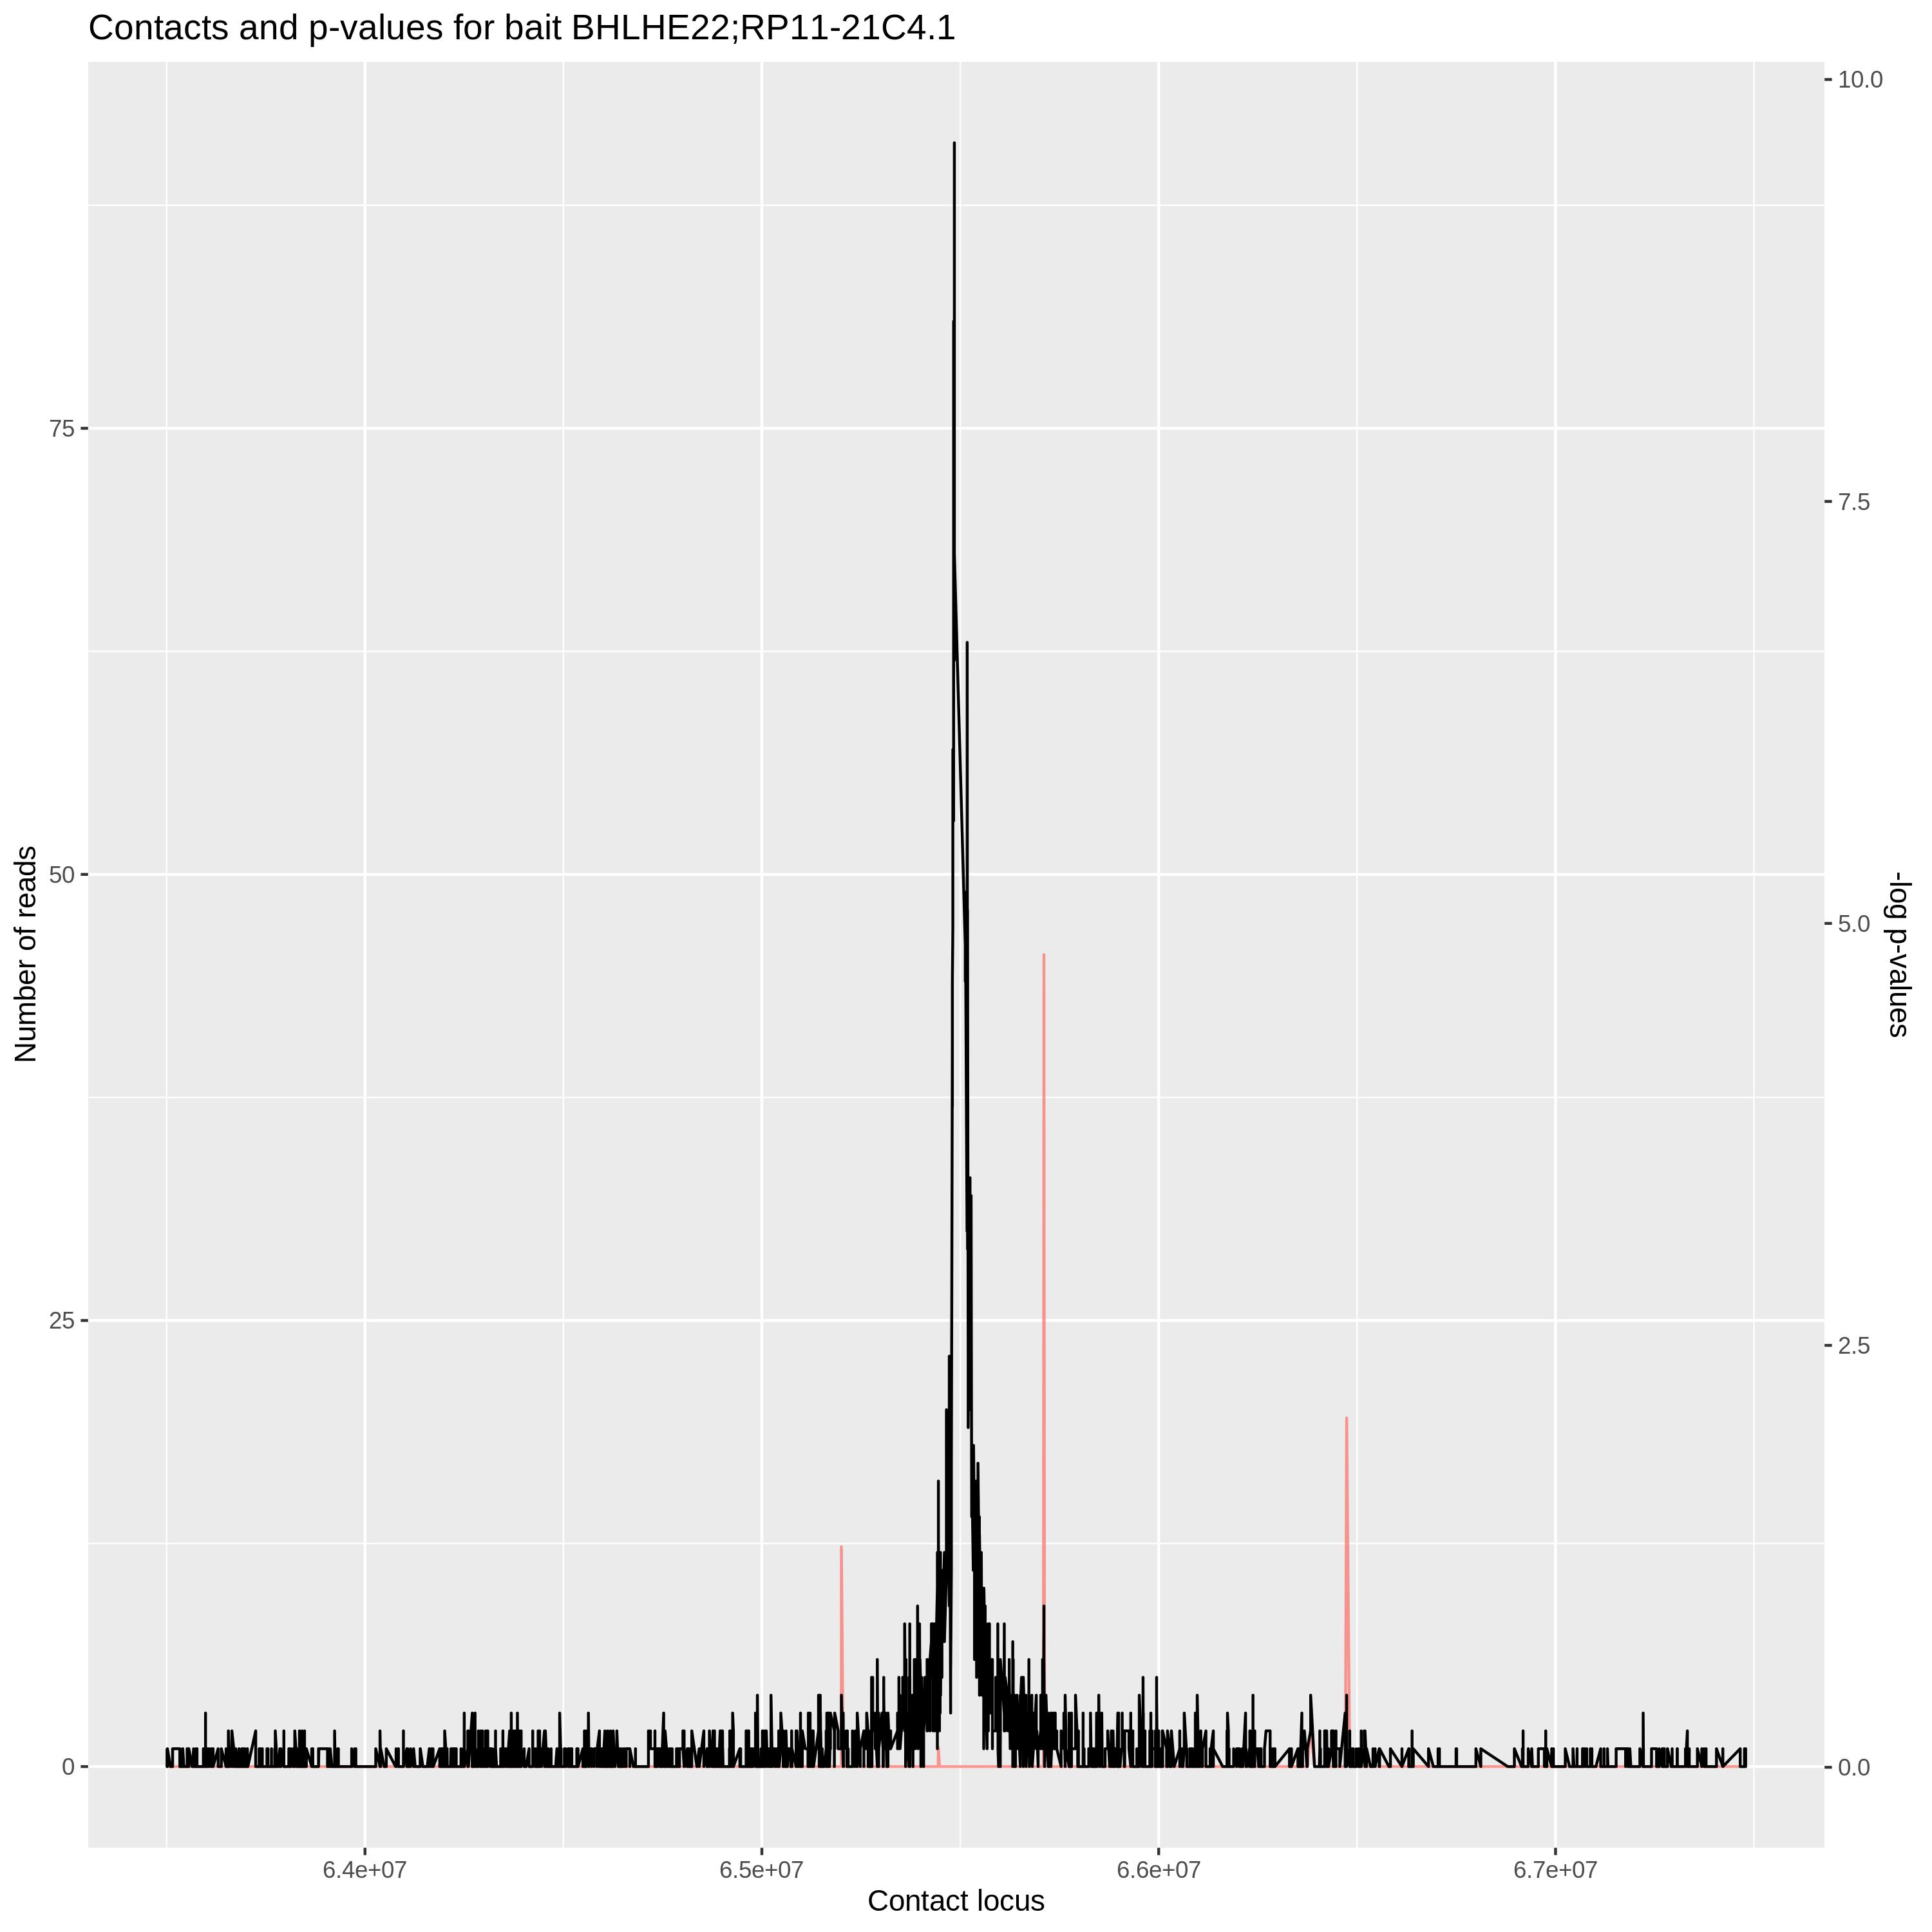 Contacts and p-values for bait BHLHE22;RP11-21C4.1
10.0
75
7.5
Number of reads
50
5.0
-log p-values
25
2.5
0
0.0
6.4e+07
6.5e+07
6.6e+07
6.7e+07
Contact locus